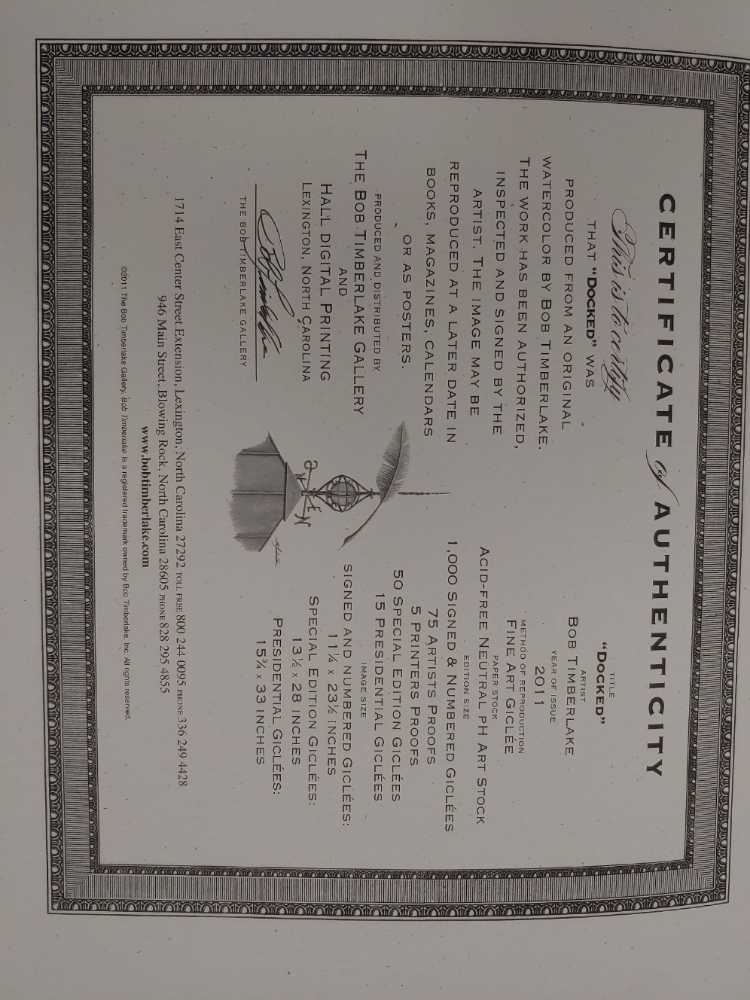 CERTIFICATE of AUTHENTICITY
This is to certify
THAT "DOCKED" WAS
PRODUCED FROM AN ORIGINAL
WATERCOLOR BY BOB TIMBERLAKE.
THE WORK HAS BEEN AUTHORIZED,
INSPECTED AND SIGNED BY THE
ARTIST. THE IMAGE MAY BE
REPRODUCED AT A LATER DATE IN
BOOKS, MAGAZINES, CALENDARS
OR AS POSTERS.
PRODUCED AND DISTRIBUTED BY
THE BOB TIMBERLAKE GALLERY
AND
HALL DIGITAL PRINTING
LEXINGTON, NORTH CAROLINA
THE BOB TIMBERLAKE GALLERY
TITLE
"DOCKED"
ARTIST
BOB TIMBERLAKE
YEAR OF ISSUE
2011
METHOD OF REPRODUCTION
FINE ART GICLÉE
PAPER STOCK
ACID-FREE NEUTRAL PH ART STOCK
EDITION SIZE
1,000 SIGNED & NUMBERED GICLÉES
75 ARTISTS PROOFS
5 PRINTERS PROOFS
50 SPECIAL EDITION GICLÉES
15 PRESIDENTIAL GICLÉES
IMAGE SIZE
SIGNED AND NUMBERED GICLÉES:
11¼ x 23½ INCHES
SPECIAL EDITION GICLÉES:
13½ x 28 INCHES
PRESIDENTIAL GICLÉES:
15¾ x 33 INCHES
N
E
1714 East Center Street Extension, Lexington, North Carolina 27292 TOLL FREE 800 244 0095 PHONE 336 249 4428
946 Main Street, Blowing Rock, North Carolina 28605 PHONE 828 295 4855
www.bobtimberlake.com
©2011 The Bob Timberlake Gallery. Bob Timberlake is a registered trademark owned by Bob Timberlake, Inc. All rights reserved.